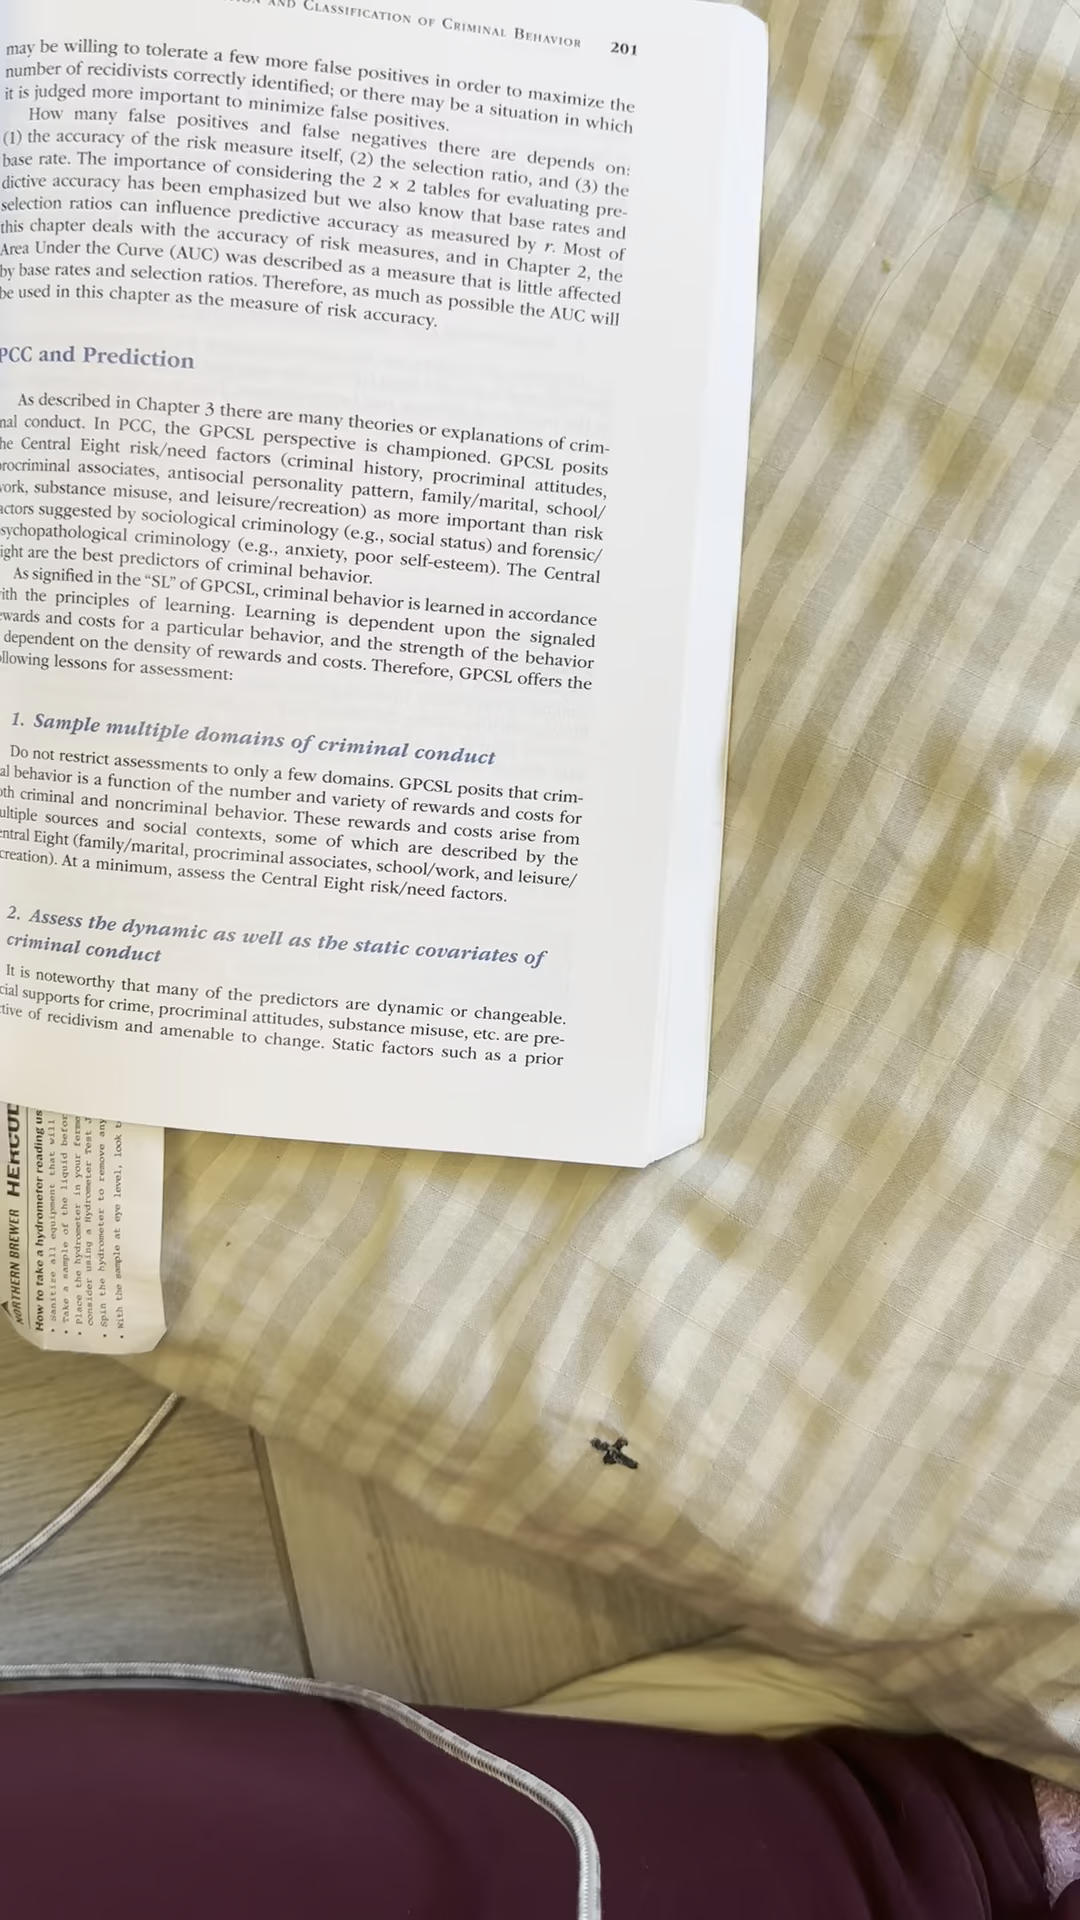 AND CLASSIFICATION OF CRIMINAL BEHAVIOR 201
may be willing to tolerate a few more false positives in order to maximize the
number of recidivists correctly identified; or there may be a situation in which
it is judged more important to minimize false positives.
How many false positives and false negatives there are depends on:
(1) the accuracy of the risk measure itself, (2) the selection ratio, and (3) the
base rate. The importance of considering the 2 × 2 tables for evaluating pre-
dictive accuracy has been emphasized but we also know that base rates and
selection ratios can influence predictive accuracy as measured by r. Most of
this chapter deals with the accuracy of risk measures, and in Chapter 2, the
Area Under the Curve (AUC) was described as a measure that is little affected
by base rates and selection ratios. Therefore, as much as possible the AUC will
be used in this chapter as the measure of risk accuracy.
PCC and Prediction
As described in Chapter 3 there are many theories or explanations of crim-
nal conduct. In PCC, the GPCSL perspective is championed. GPCSL posits
he Central Eight risk/need factors (criminal history, procriminal attitudes,
rocriminal associates, antisocial personality pattern, family/marital, school/
work, substance misuse, and leisure/recreation) as more important than risk
actors suggested by sociological criminology (e.g., social status) and forensic/
sychopathological criminology (e.g., anxiety, poor self-esteem). The Central
ight are the best predictors of criminal behavior.
As signified in the “SL” of GPCSL, criminal behavior is learned in accordance
ith the principles of learning. Learning is dependent upon the signaled
wards and costs for a particular behavior, and the strength of the behavior
dependent on the density of rewards and costs. Therefore, GPCSL offers the
llowing lessons for assessment:
1. Sample multiple domains of criminal conduct
Do not restrict assessments to only a few domains. GPCSL posits that crim-
al behavior is a function of the number and variety of rewards and costs for
oth criminal and noncriminal behavior. These rewards and costs arise from
ultiple sources and social contexts, some of which are described by the
entral Eight (family/marital, procriminal associates, school/work, and leisure/
creation). At a minimum, assess the Central Eight risk/need factors.
2. Assess the dynamic as well as the static covariates of
criminal conduct
It is noteworthy that many of the predictors are dynamic or changeable.
cial supports for crime, procriminal attitudes, substance misuse, etc. are pre-
tive of recidivism and amenable to change. Static factors such as a prior
NORTHERN BREWER HERCUL
How to take a hydrometer reading us
• Sanitize all equipment that will
• Take a sample of the liquid befor
• Place the hydrometer in your ferme
consider using a Hydrometer Test J
• Spin the hydrometer to remove any
• With the sample at eye level, look t